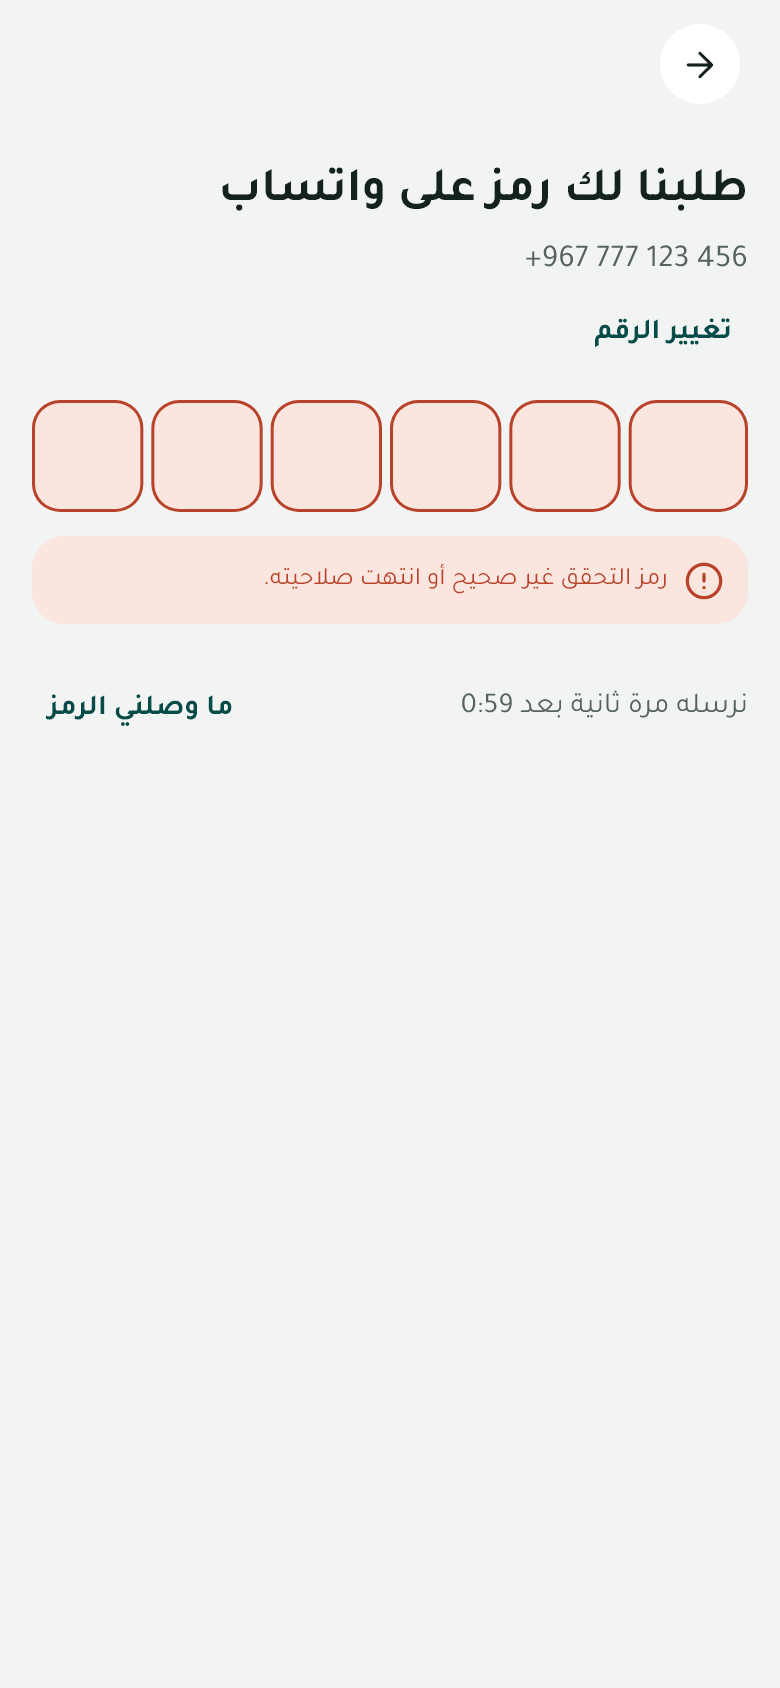 طلبنا لك رمز على واتساب
+967 777 123 456
تغيير الرقم
رمز التحقق غير صحيح أو انتهت صلاحيته.
نرسله مرة ثانية بعد 0:59
ما وصلني الرمز